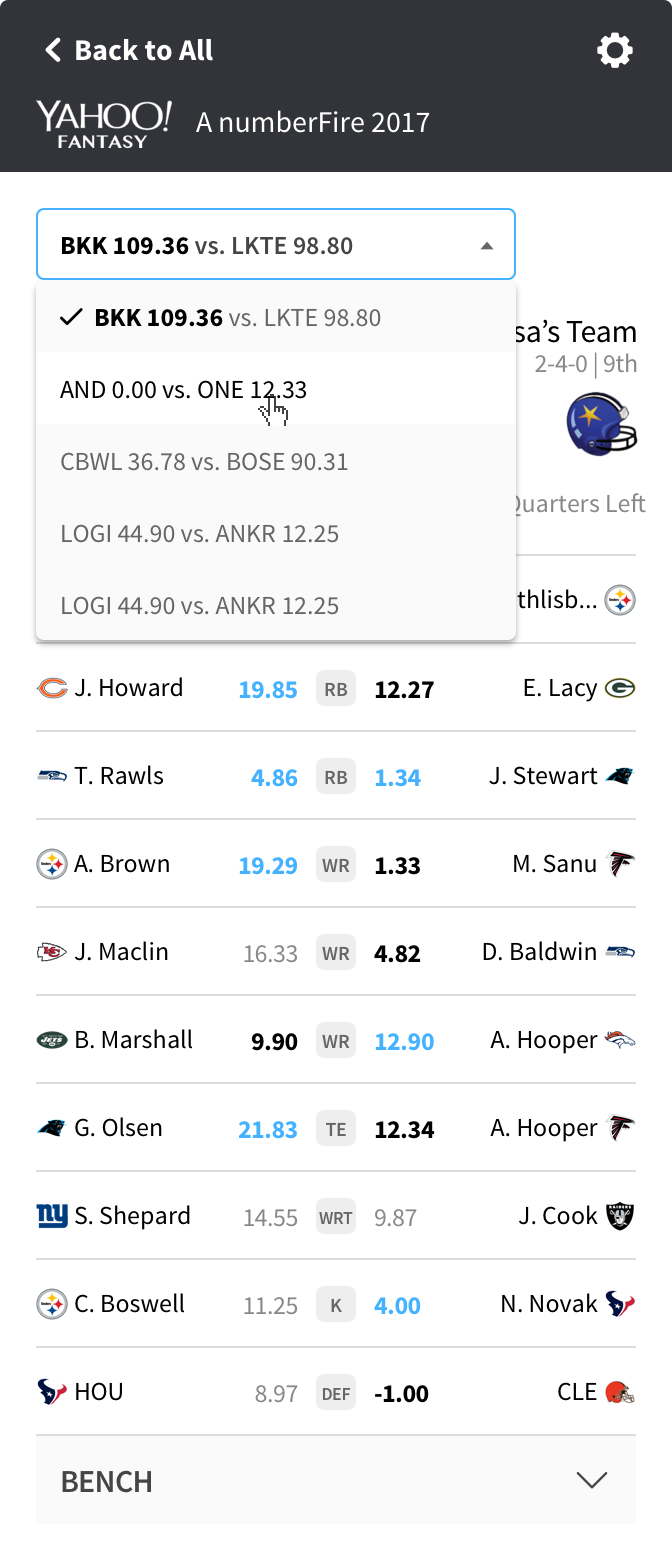 Back to All
YAHOO! FANTASY A numberFire 2017
BKK 109.36 vs. LKTE 98.80
BKK 109.36 vs. LKTE 98.80
sa's Team
2-4-0 | 9th
AND 0.00 vs. ONE 12.33
CBWL 36.78 vs. BOSE 90.31
Quarters Left
LOGI 44.90 vs. ANKR 12.25
LOGI 44.90 vs. ANKR 12.25
thlisb...
J. Howard 19.85 RB 12.27 E. Lacy
T. Rawls 4.86 RB 1.34 J. Stewart
A. Brown 19.29 WR 1.33 M. Sanu
J. Maclin 16.33 WR 4.82 D. Baldwin
B. Marshall 9.90 WR 12.90 A. Hooper
G. Olsen 21.83 TE 12.34 A. Hooper
ny S. Shepard 14.55 WRT 9.87 J. Cook
C. Boswell 11.25 K 4.00 N. Novak
HOU 8.97 DEF -1.00 CLE
BENCH